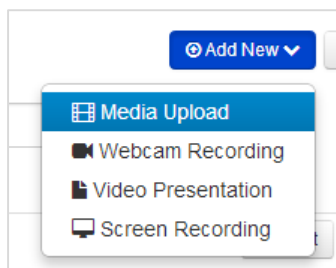 Add New
Media Upload
Webcam Recording
Video Presentation
Screen Recording
t